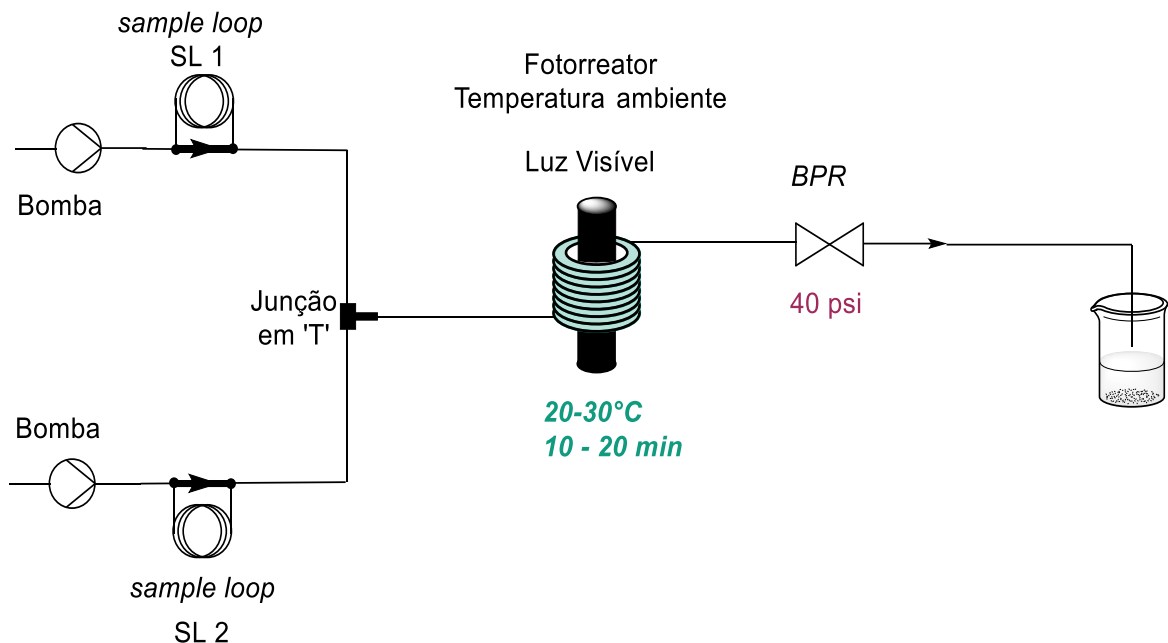 sample loop
SL 1
Bomba
Fotorreator
Temperatura ambiente
Luz Visível
BPR
40 psi
Junção
em 'T'
20-30°C
10 - 20 min
Bomba
sample loop
SL 2